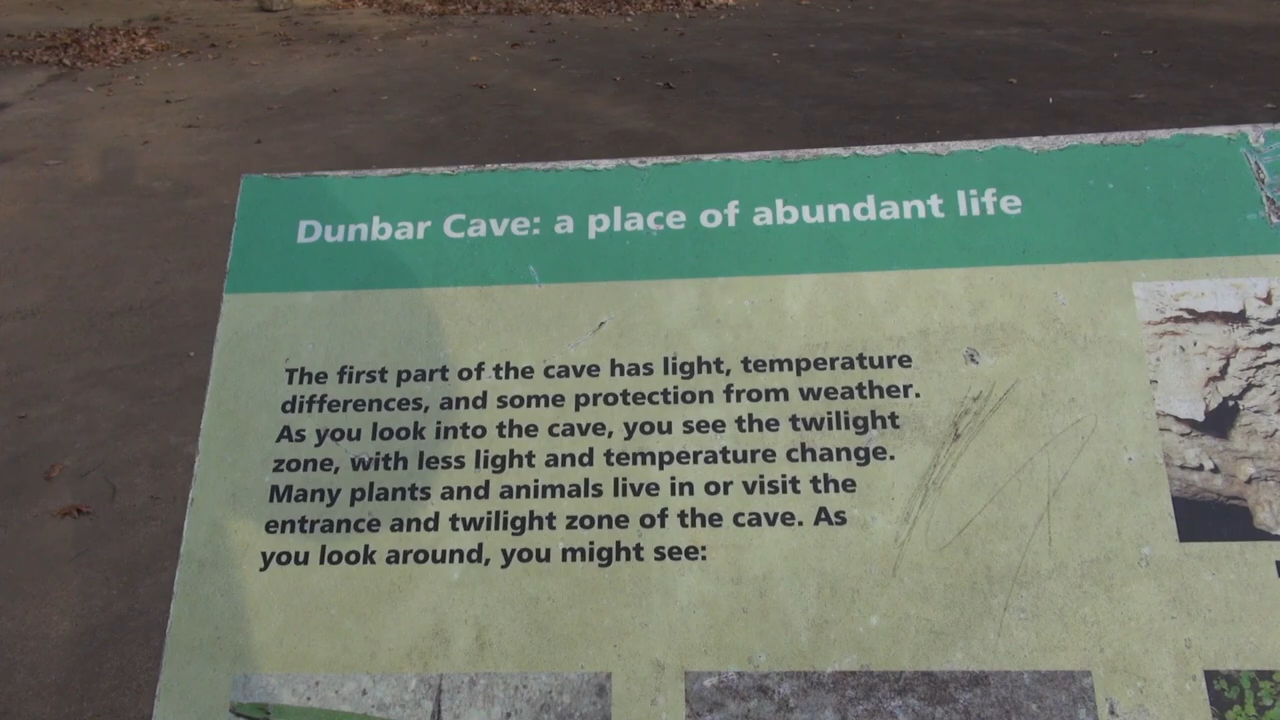 Dunbar Cave: a place of abundant life
The first part of the cave has light, temperature
differences, and some protection from weather.
As you look into the cave, you see the twilight
zone, with less light and temperature change.
Many plants and animals live in or visit the
entrance and twilight zone of the cave. As
you look around, you might see: